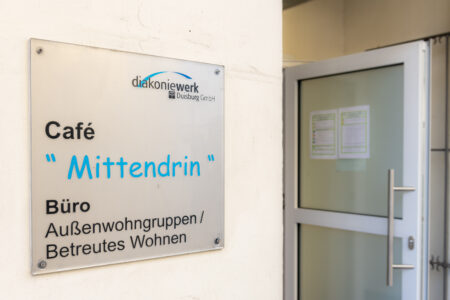 diakoniewerk
Duisburg GmbH
Café
" Mittendrin "
Büro
Außenwohngruppen /
Betreutes Wohnen